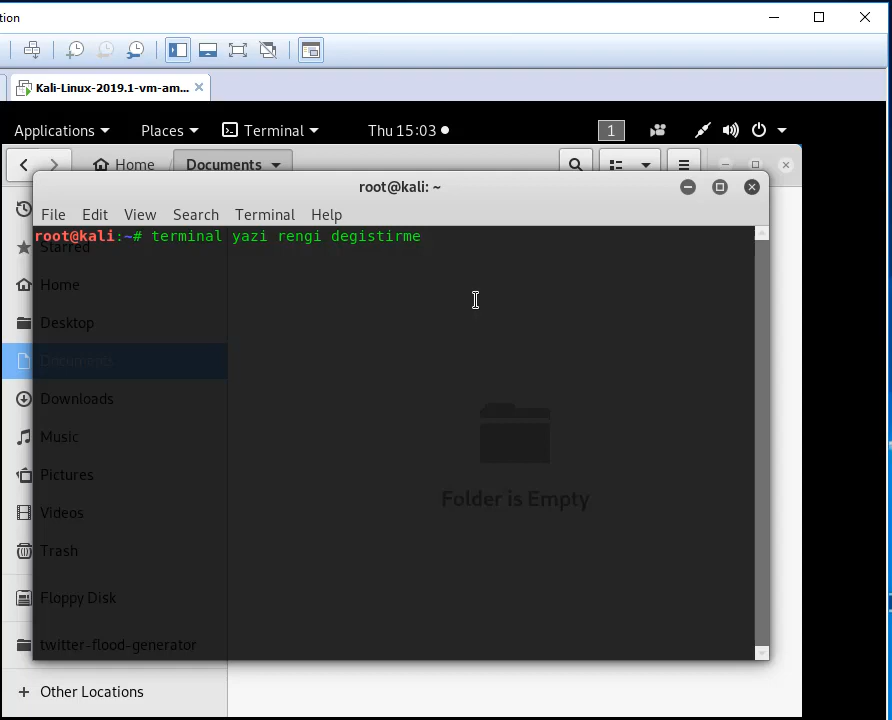 tion
Kali-Linux-2019.1-vm-am...
Applications
Places
Terminal
Thu 15:03
1
Home
Documents
root@kali: ~
File Edit View Search Terminal Help
root@kali:~# terminal yazi rengi degistirme
Starred
Home
Desktop
Documents
Downloads
Music
Pictures
Videos
Trash
Floppy Disk
twitter-flood-generator
Other Locations
Folder is Empty